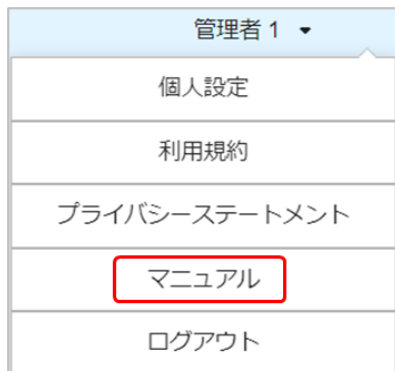 管理者 1 ▼
個人設定
利用規約
プライバシーステートメント
マニュアル
ログアウト